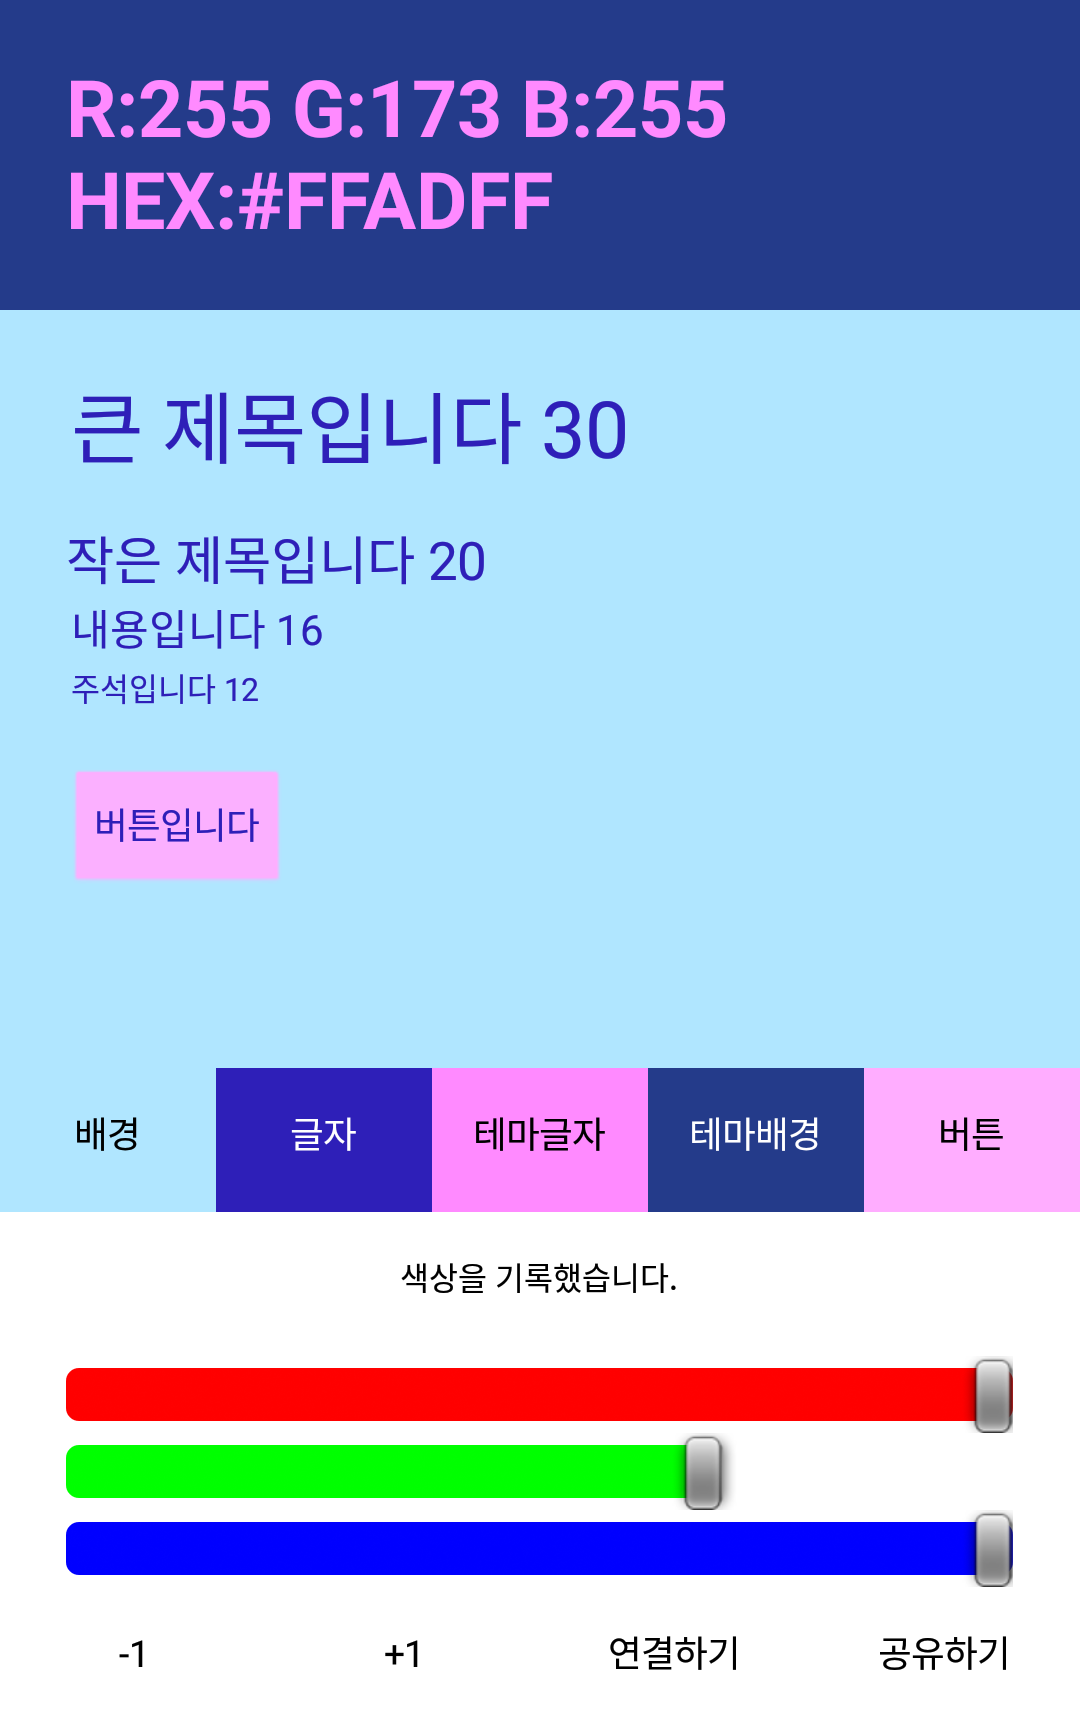 R:255 G:173 B:255
HEX:#FFADFF
큰 제목입니다 30
작은 제목입니다 20
내용입니다 16
주석입니다 12
버튼입니다
배경 글자 테마글자 테마배경 버튼
색상을 기록했습니다.
-1 +1 연결하기 공유하기